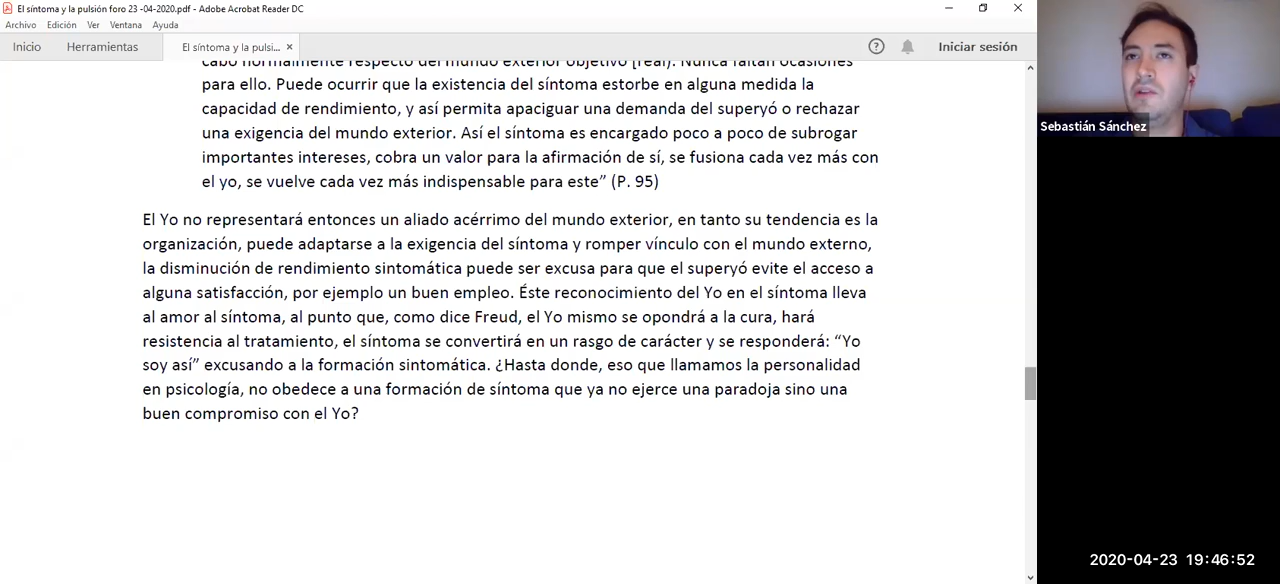 El síntoma y la pulsión foro 23 -04-2020.pdf - Adobe Acrobat Reader DC
Archivo Edición Ver Ventana Ayuda
Inicio Herramientas El síntoma y la pulsi... × ? Iniciar sesión
cabo normalmente respecto del mundo exterior objetivo [real). Nunca faltan ocasiones
para ello. Puede ocurrir que la existencia del síntoma estorbe en alguna medida la
capacidad de rendimiento, y así permita apaciguar una demanda del superyó o rechazar
una exigencia del mundo exterior. Así el síntoma es encargado poco a poco de subrogar
importantes intereses, cobra un valor para la afirmación de sí, se fusiona cada vez más con
el yo, se vuelve cada vez más indispensable para este” (P. 95)
El Yo no representará entonces un aliado acérrimo del mundo exterior, en tanto su tendencia es la
organización, puede adaptarse a la exigencia del síntoma y romper vínculo con el mundo externo,
la disminución de rendimiento sintomática puede ser excusa para que el superyó evite el acceso a
alguna satisfacción, por ejemplo un buen empleo. Éste reconocimiento del Yo en el síntoma lleva
al amor al síntoma, al punto que, como dice Freud, el Yo mismo se opondrá a la cura, hará
resistencia al tratamiento, el síntoma se convertirá en un rasgo de carácter y se responderá: “Yo
soy así” excusando a la formación sintomática. ¿Hasta donde, eso que llamamos la personalidad
en psicología, no obedece a una formación de síntoma que ya no ejerce una paradoja sino una
buen compromiso con el Yo?
Sebastián Sánchez
2020-04-23 19:46:52